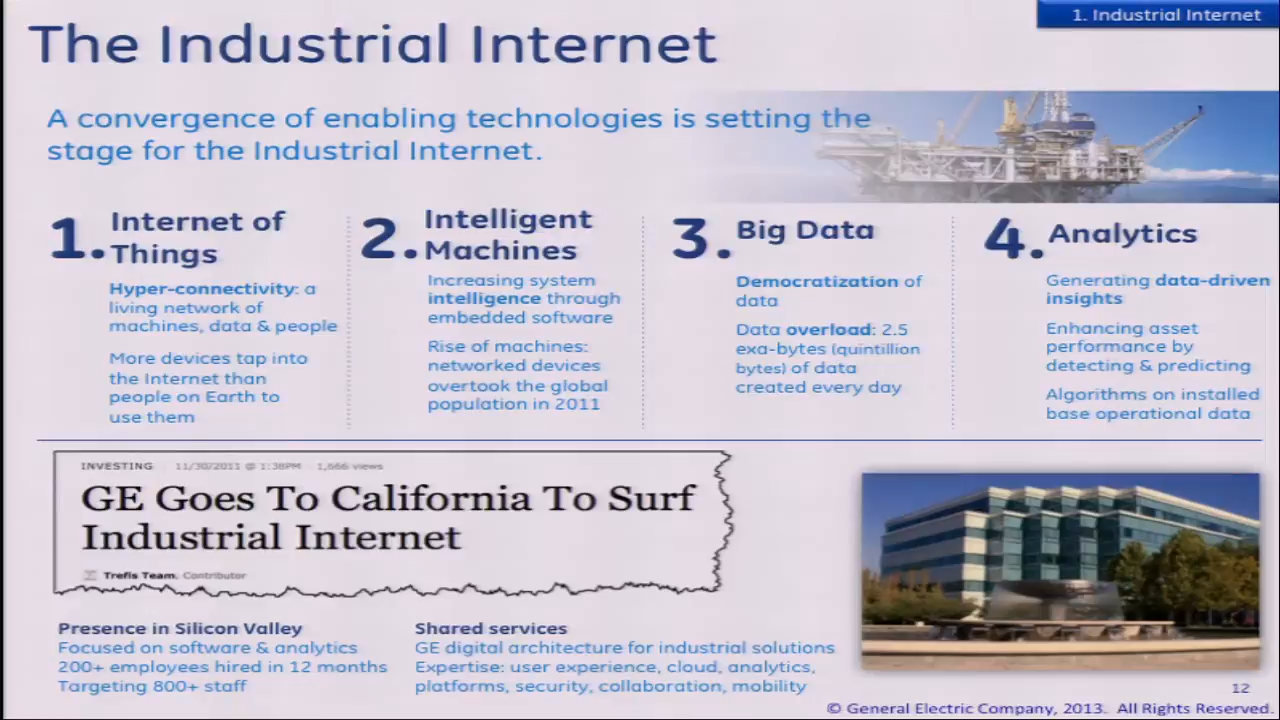 1. Industrial Internet
The Industrial Internet
A convergence of enabling technologies is setting the
stage for the Industrial Internet.
1. Internet of
Things
Hyper-connectivity: a
living network of
machines, data & people
More devices tap into
the Internet than
people on Earth to
use them
2. Intelligent
Machines
Increasing system
intelligence through
embedded software
Rise of machines:
networked devices
overtook the global
population in 2011
3. Big Data
Democratization of
data
Data overload: 2.5
exa-bytes (quintillion
bytes) of data
created every day
4. Analytics
Generating data-driven
insights
Enhancing asset
performance by
detecting & predicting
Algorithms on installed
base operational data
INVESTING 11/30/2011 @ 1:38PM 1,666 views
GE Goes To California To Surf
Industrial Internet
Trefis Team, Contributor
Presence in Silicon Valley
Focused on software & analytics
200+ employees hired in 12 months
Targeting 800+ staff
Shared services
GE digital architecture for industrial solutions
Expertise: user experience, cloud, analytics,
platforms, security, collaboration, mobility
12
© General Electric Company, 2013. All Rights Reserved.